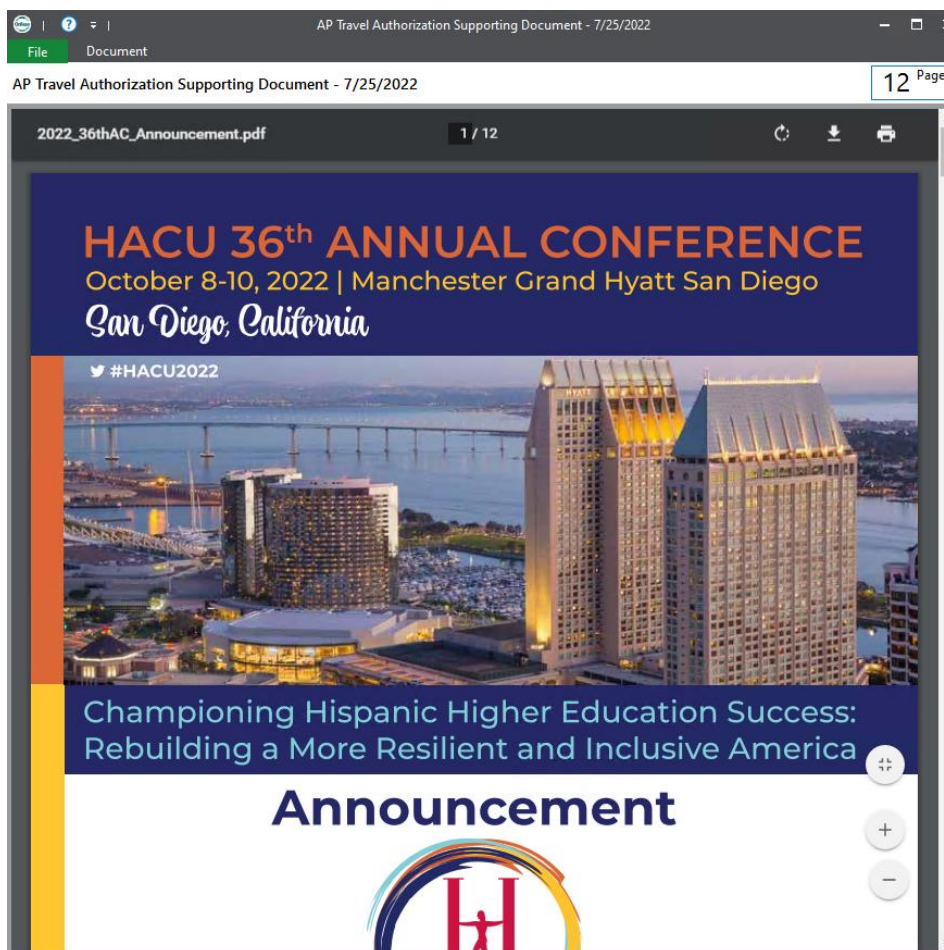 OnBase
AP Travel Authorization Supporting Document - 7/25/2022
File Document
AP Travel Authorization Supporting Document - 7/25/2022
12 Page
2022_36thAC_Announcement.pdf 1 / 12
HACU 36th ANNUAL CONFERENCE
October 8-10, 2022 | Manchester Grand Hyatt San Diego
San Diego, California
#HACU2022
HYATT
Championing Hispanic Higher Education Success:
Rebuilding a More Resilient and Inclusive America
Announcement
H